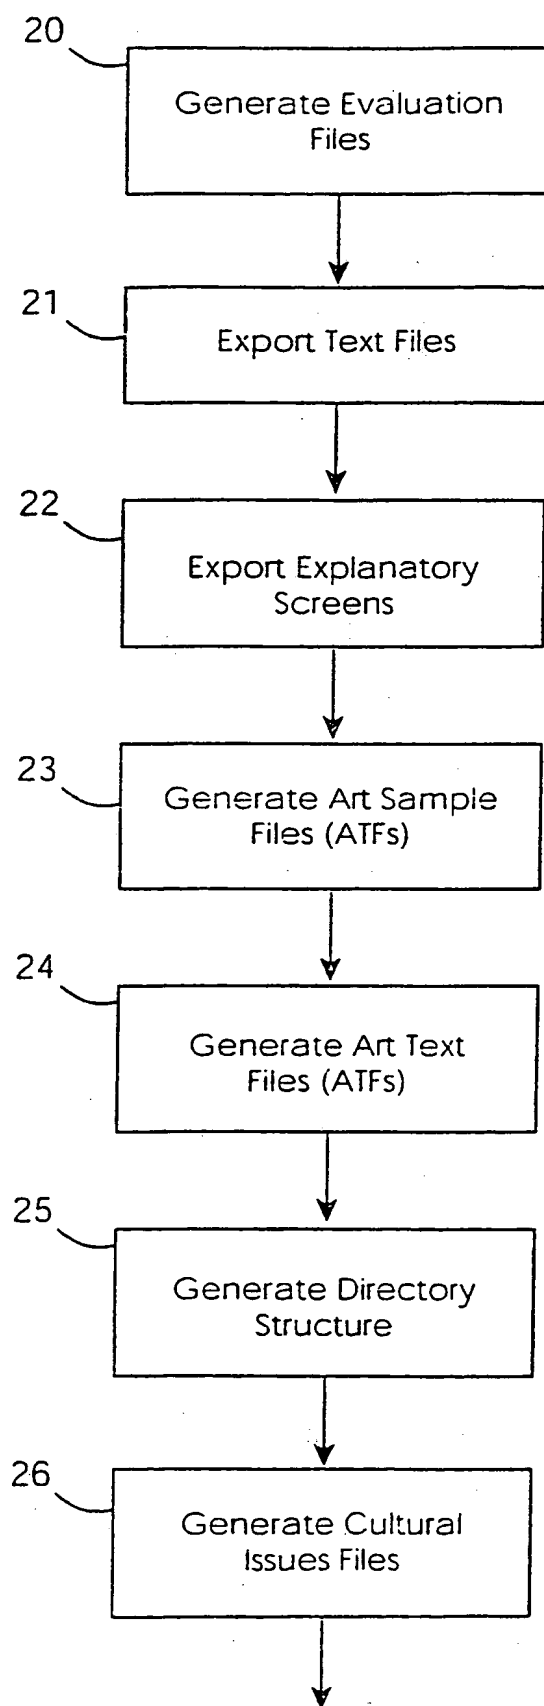 20
Generate Evaluation
Files
21
Export Text Files
22
Export Explanatory
Screens
23
Generate Art Sample
Files (ATFs)
24
Generate Art Text
Files (ATFs)
25
Generate Directory
Structure
26
Generate Cultural
Issues Files